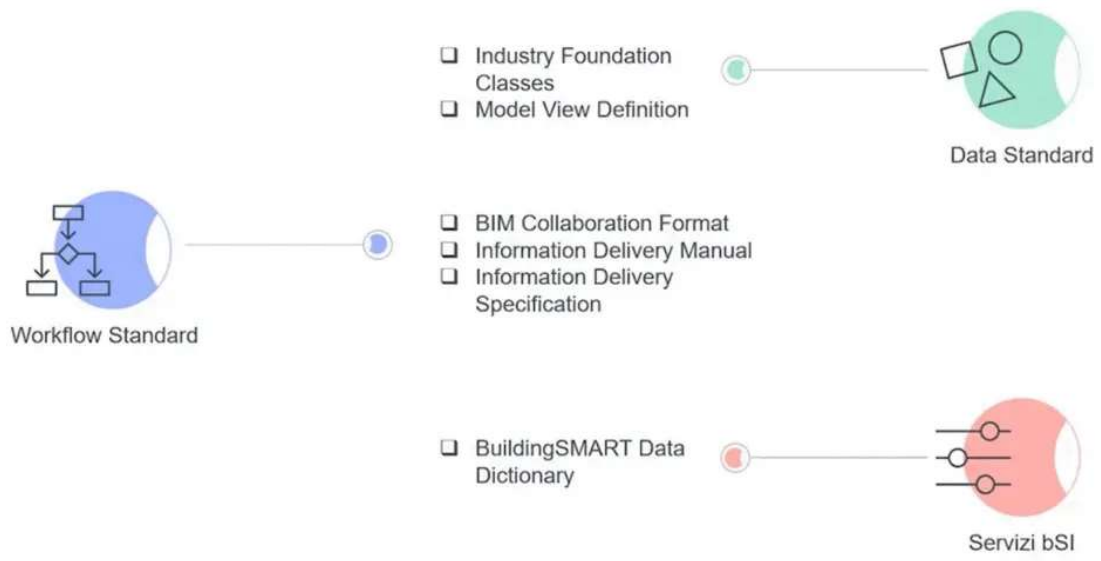 Industry Foundation
Classes
Model View Definition
Data Standard
BIM Collaboration Format
Information Delivery Manual
Information Delivery
Specification
Workflow Standard
BuildingSMART Data
Dictionary
Servizi bSI